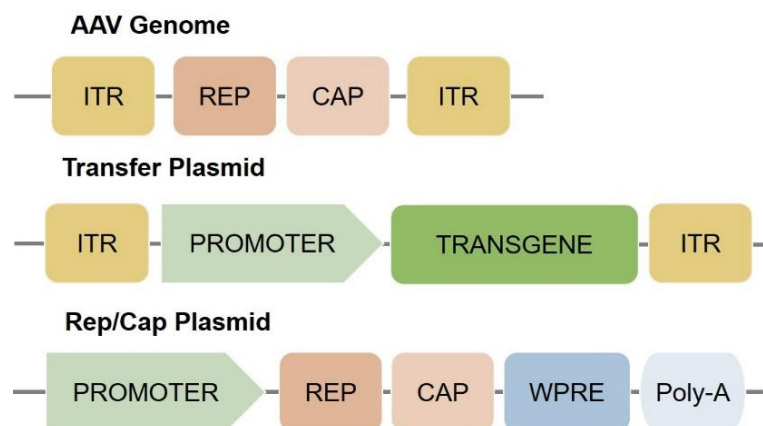 AAV Genome
ITR REP CAP ITR
Transfer Plasmid
ITR PROMOTER TRANSGENE ITR
Rep/Cap Plasmid
PROMOTER REP CAP WPRE Poly-A